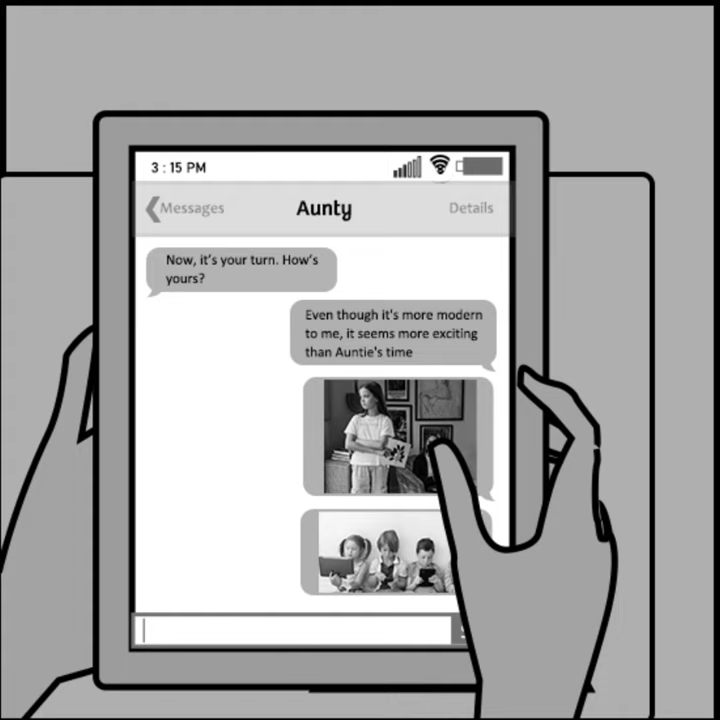 3 : 15 PM
Messages Aunty Details
Now, it's your turn. How's
yours?
Even though it's more modern
to me, it seems more exciting
than Auntie's time